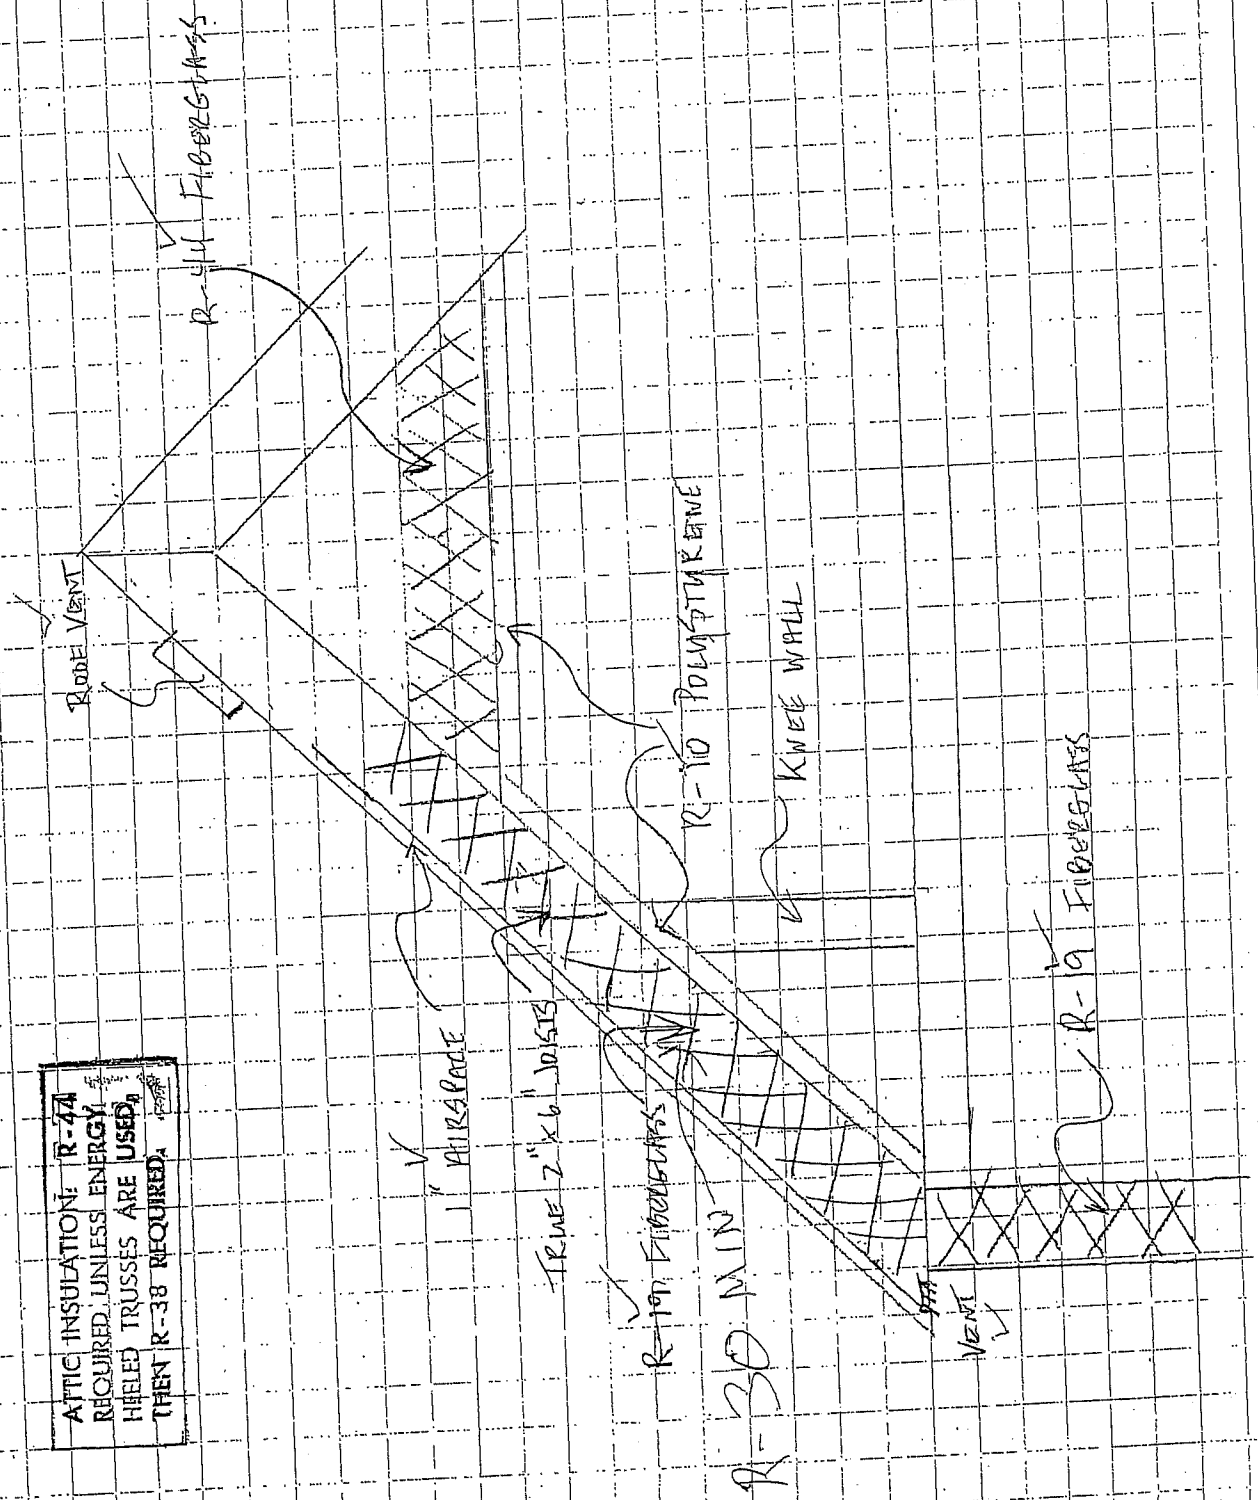 ATTIC INSULATION: R-44
REQUIRED UNLESS ENERGY
HEELED TRUSSES ARE USED,
THEN R-38 REQUIRED.
RODE VENT
R-44 FIBERGLASS
1" AIRSPACE
TRUE 2"x6" JOISTS
R-19 FIBERGLASS
R-30 MIN
R-10 POLYSTYRENE
KNEE WALL
VENT
R-19 FIBERGLASS